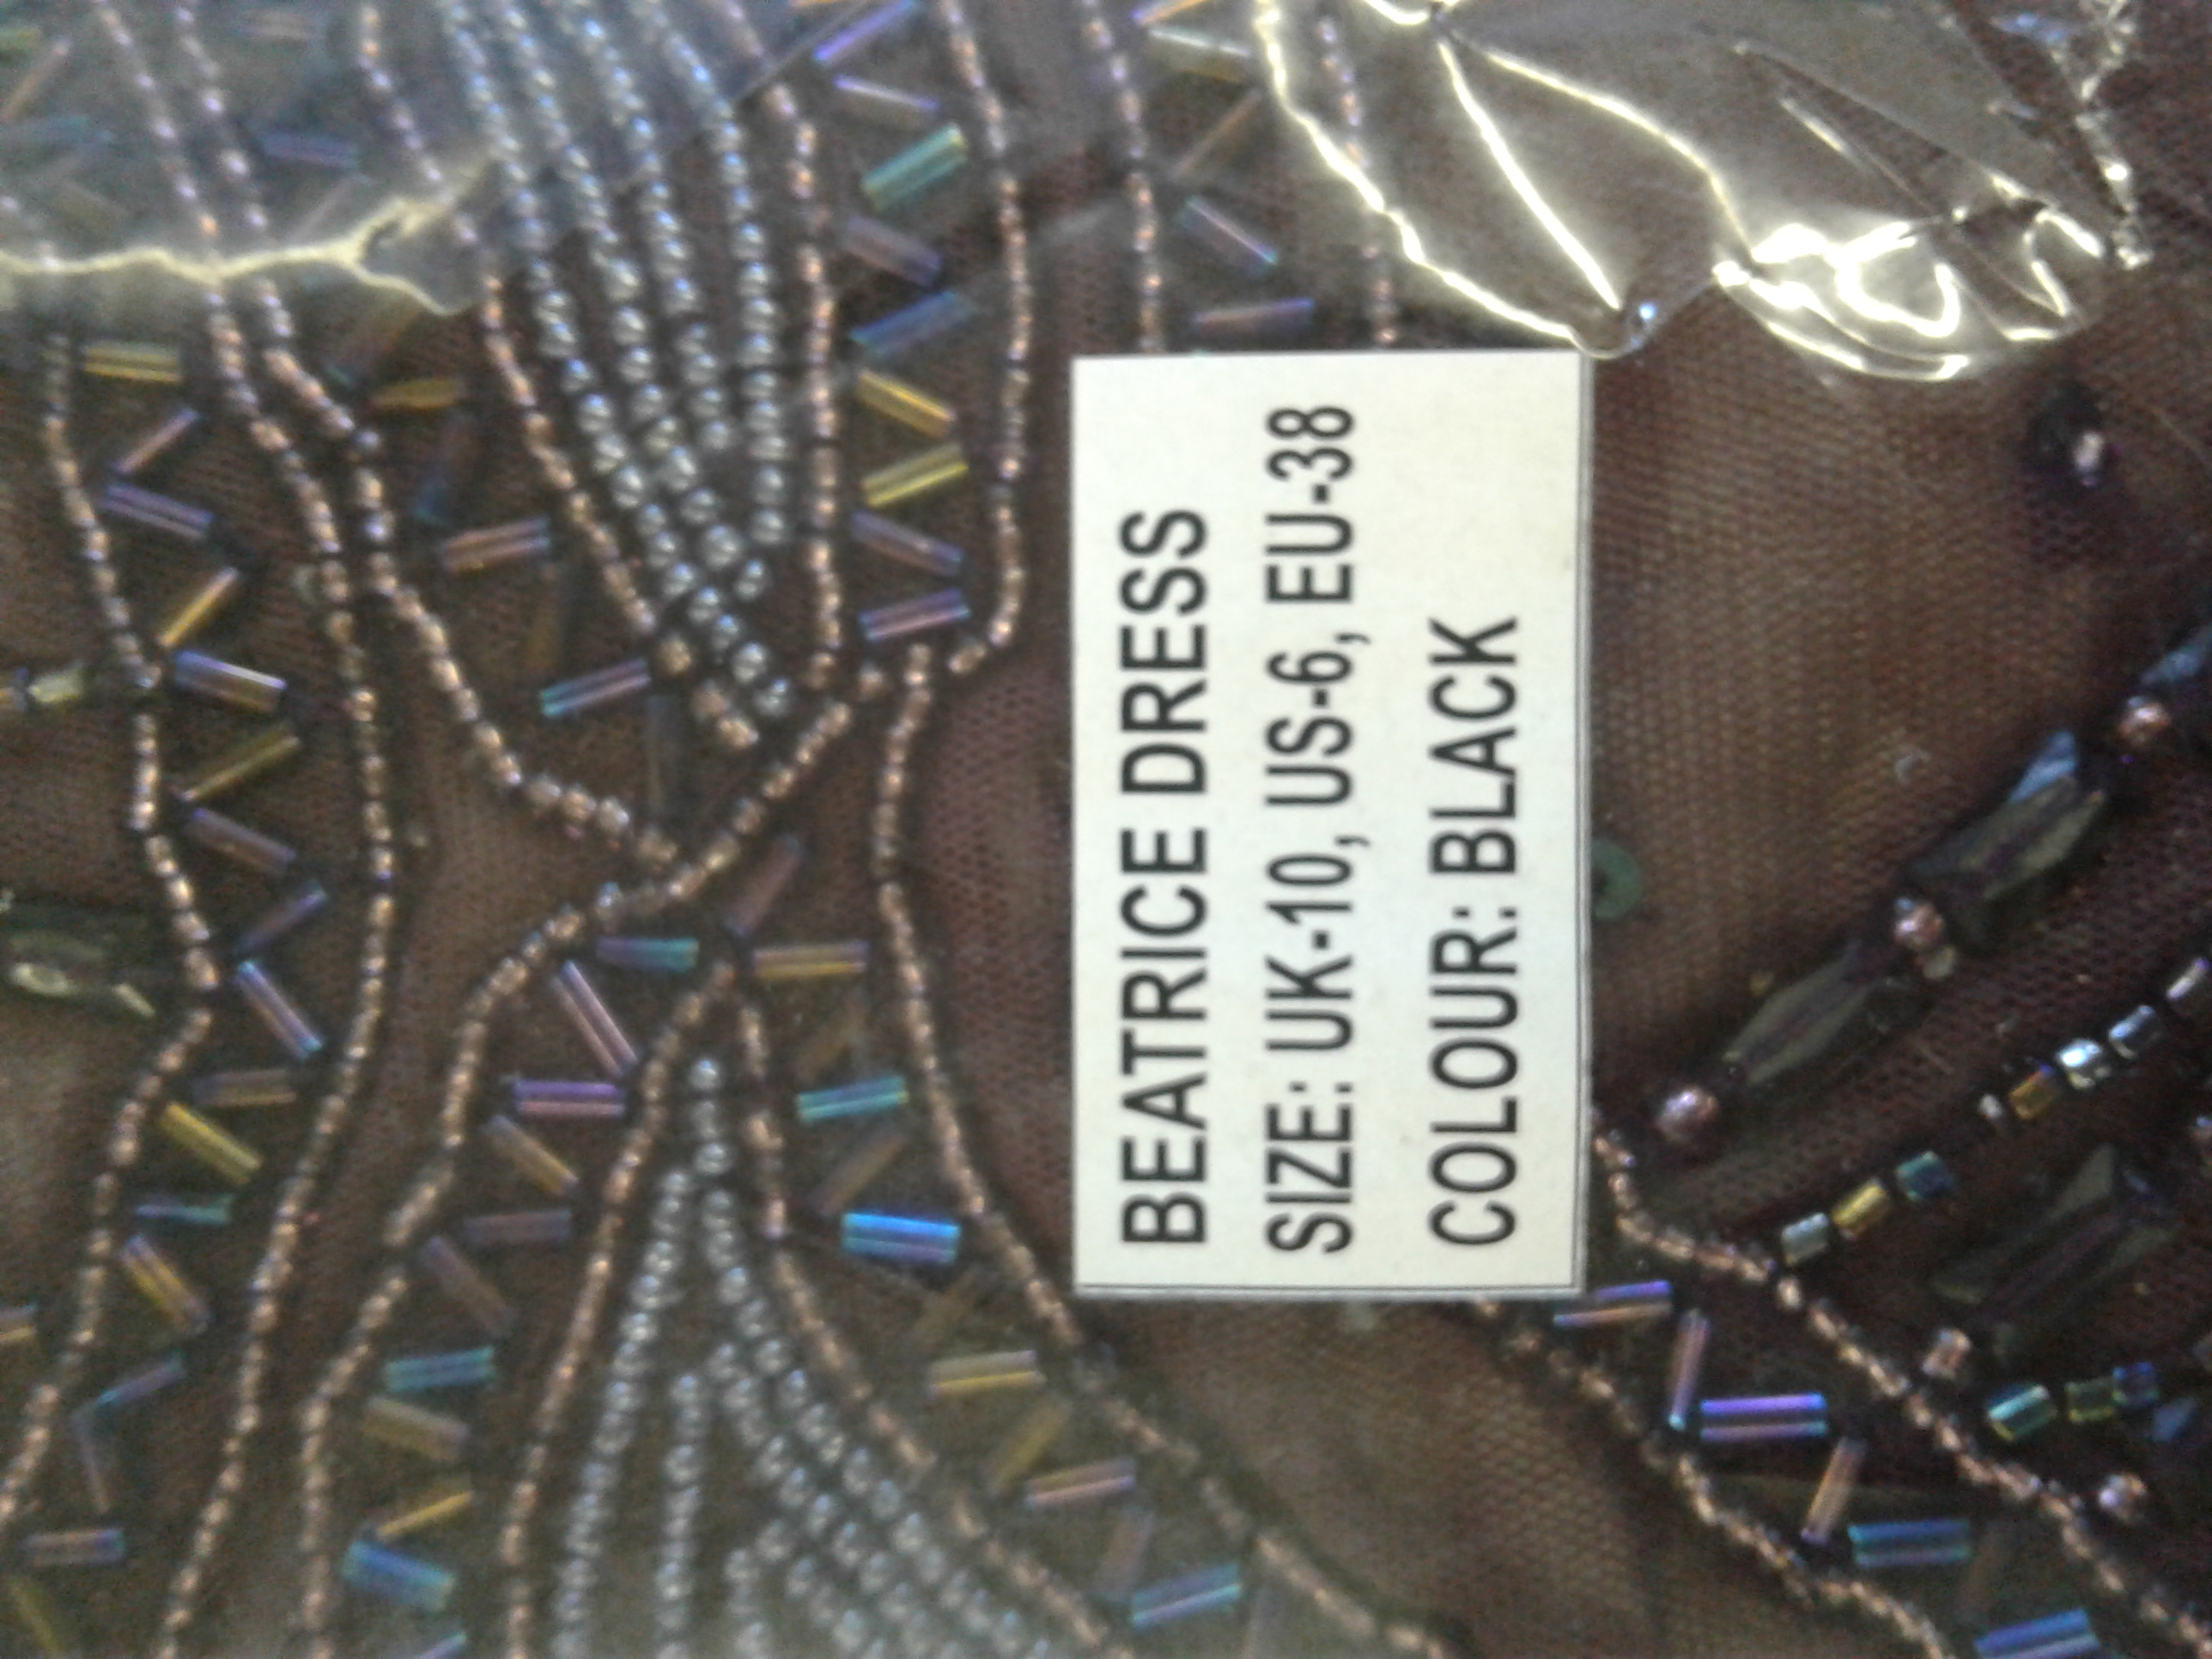 BEATRICE DRESS
SIZE: UK-10, US-6, EU-38
COLOUR: BLACK